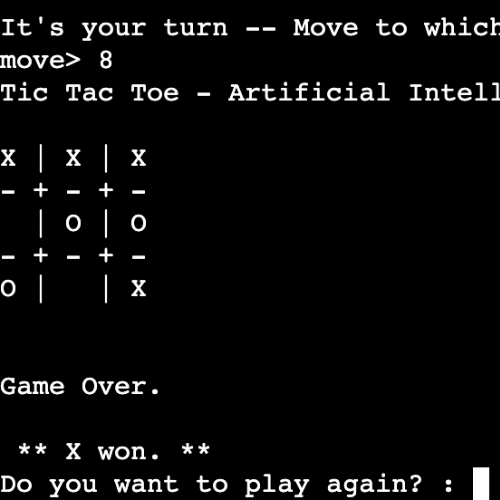 It's your turn -- Move to which
move> 8
Tic Tac Toe - Artificial Intell
X | X | X
- + - + -
  | O | O
- + - + -
O |   | X
Game Over.
** X won. **
Do you want to play again? :